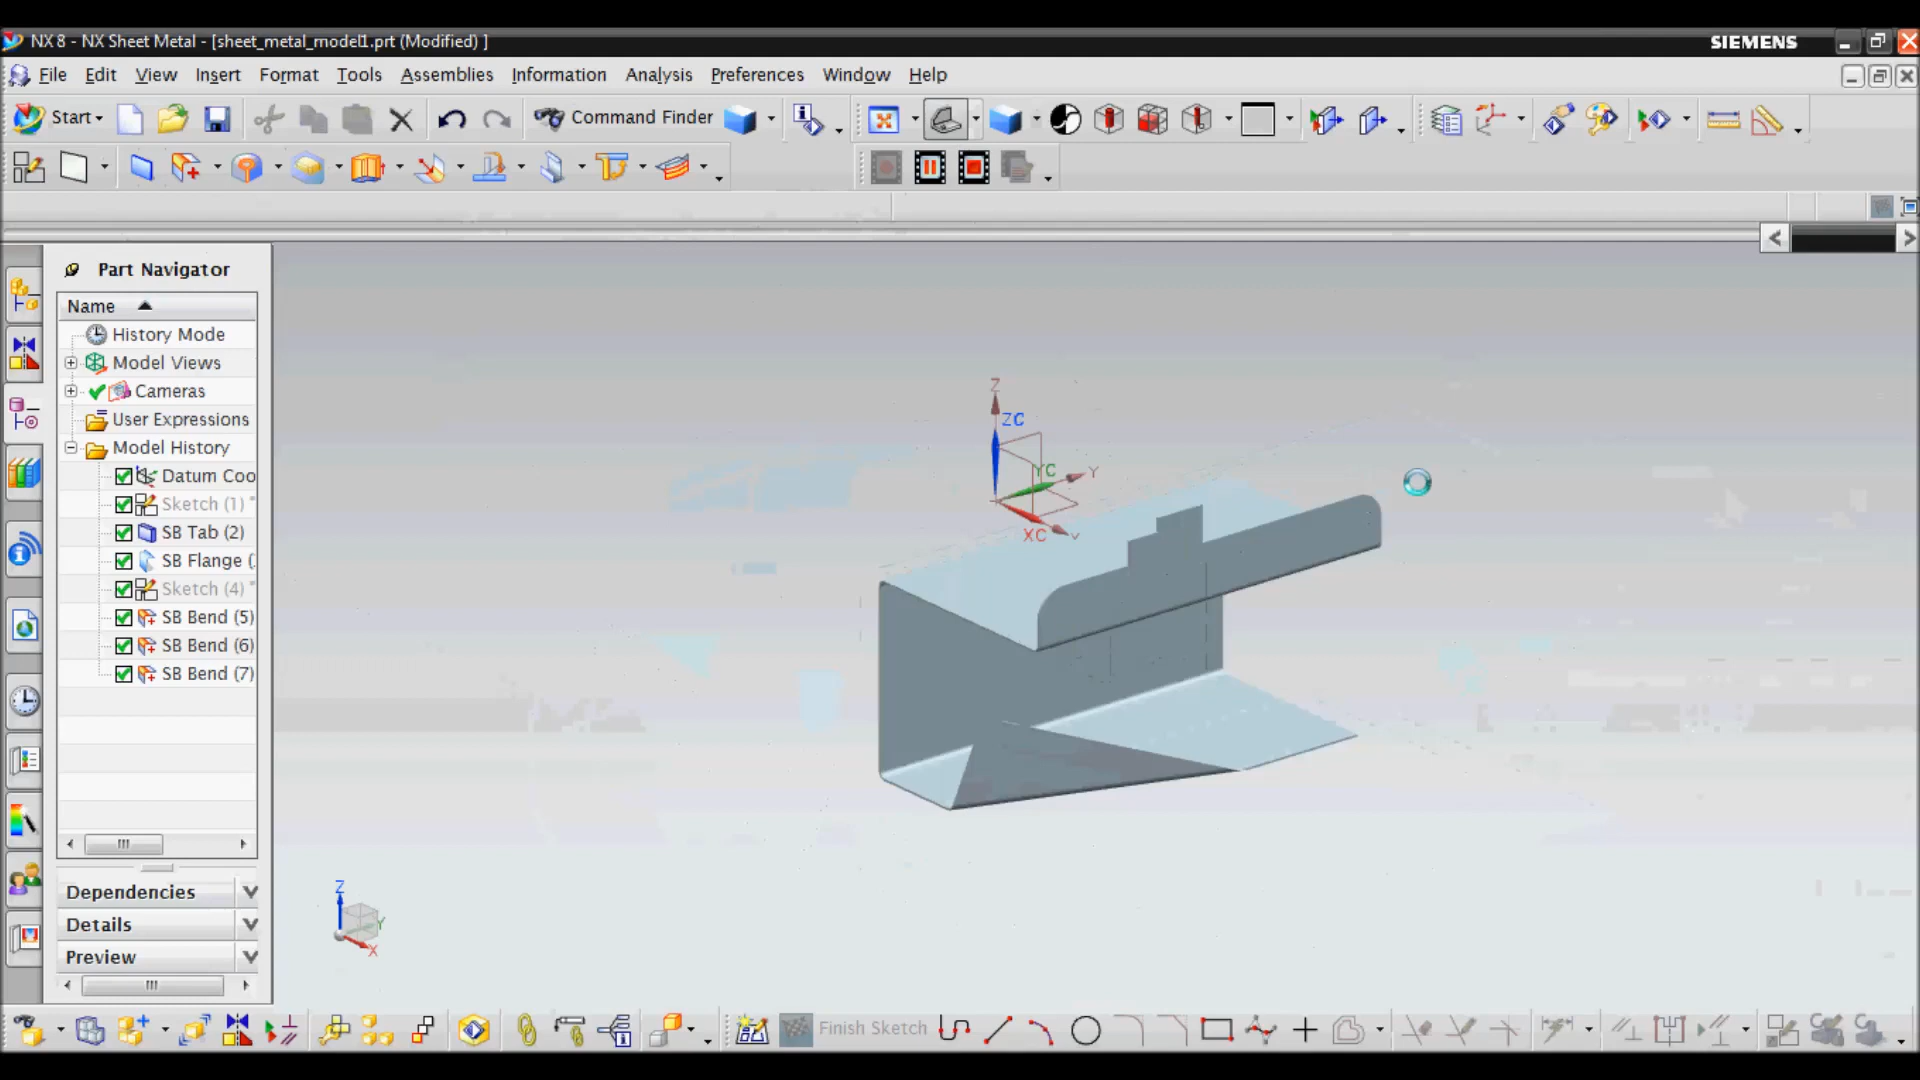 NX 8 - NX Sheet Metal - [sheet_metal_model1.prt (Modified) ]
SIEMENS
File Edit View Insert Format Tools Assemblies Information Analysis Preferences Window Help
Start
Command Finder
Part Navigator
Name
History Mode
Model Views
Cameras
User Expressions
Model History
Datum Coo
Sketch (1) "
SB Tab (2)
SB Flange (
Sketch (4) "
SB Bend (5)
SB Bend (6)
SB Bend (7)
Dependencies
Details
Preview
Z
ZC
YC
Y
XC
Z
Y
X
Finish Sketch